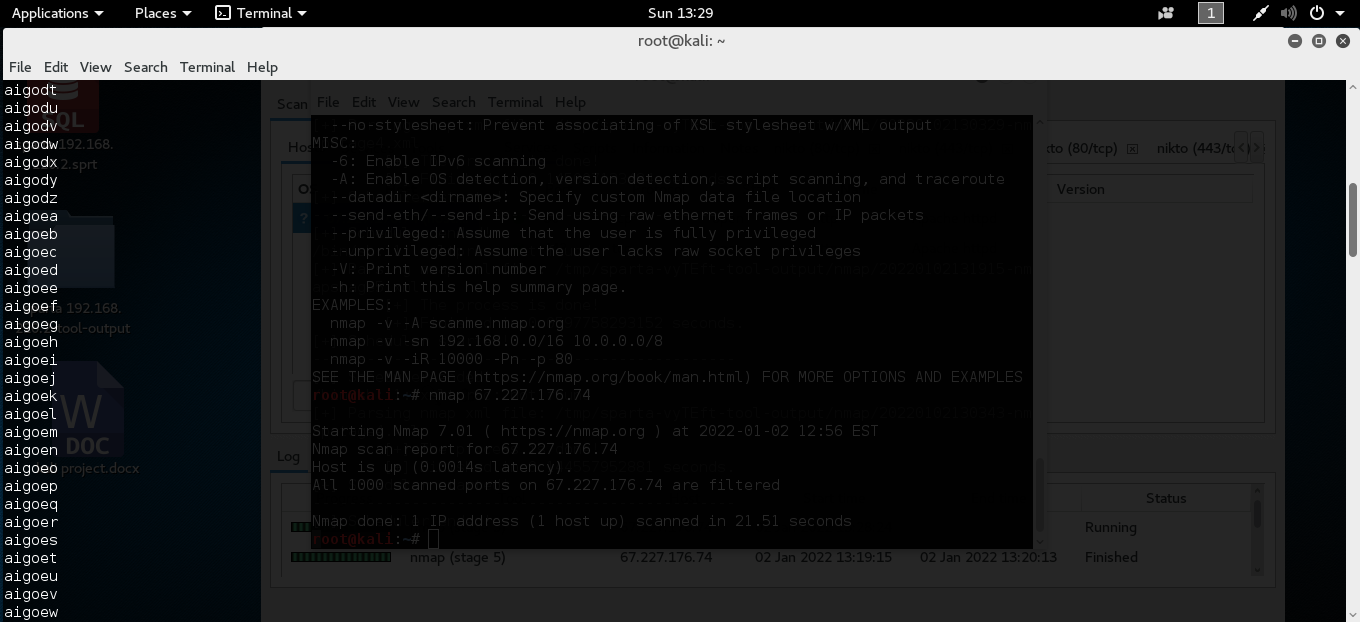 Applications Places Terminal Sun 13:29 1
root@kali: ~
File Edit View Search Terminal Help
aigodt
aigodu
aigodv
aigodw
aigodx
aigody
aigodz
aigoea
aigoeb
aigoec
aigoed
aigoee
aigoef
aigoeg
aigoeh
aigoei
aigoej
aigoek
aigoel
aigoem
aigoen
aigoeo
aigoep
aigoeq
aigoer
aigoes
aigoet
aigoeu
aigoev
aigoew
SQL
192.168.
2.sprt
192.168.
tool-output
W
DOC
project.docx
Scan
File Edit View Search Terminal Help
--no-stylesheet: Prevent associating of XSL stylesheet w/XML output
MISC:
-6: Enable IPv6 scanning
-A: Enable OS detection, version detection, script scanning, and traceroute
--datadir <dirname>: Specify custom Nmap data file location
--send-eth/--send-ip: Send using raw ethernet frames or IP packets
--privileged: Assume that the user is fully privileged
--unprivileged: Assume the user lacks raw socket privileges
-V: Print version number
-h: Print this help summary page.
EXAMPLES:
nmap -v -A scanme.nmap.org
nmap -v -sn 192.168.0.0/16 10.0.0.0/8
nmap -v -iR 10000 -Pn -p 80
SEE THE MAN PAGE (https://nmap.org/book/man.html) FOR MORE OPTIONS AND EXAMPLES
root@kali:~# nmap 67.227.176.74
Starting Nmap 7.01 ( https://nmap.org ) at 2022-01-02 12:56 EST
Nmap scan report for 67.227.176.74
Host is up (0.0014s latency).
All 1000 scanned ports on 67.227.176.74 are filtered
Nmap done: 1 IP address (1 host up) scanned in 21.51 seconds
root@kali:~#
kto (80/tcp) nikto (443/tc
Version
Log
Status
Running
nmap (stage 5) 67.227.176.74 02 Jan 2022 13:19:15 02 Jan 2022 13:20:13 Finished